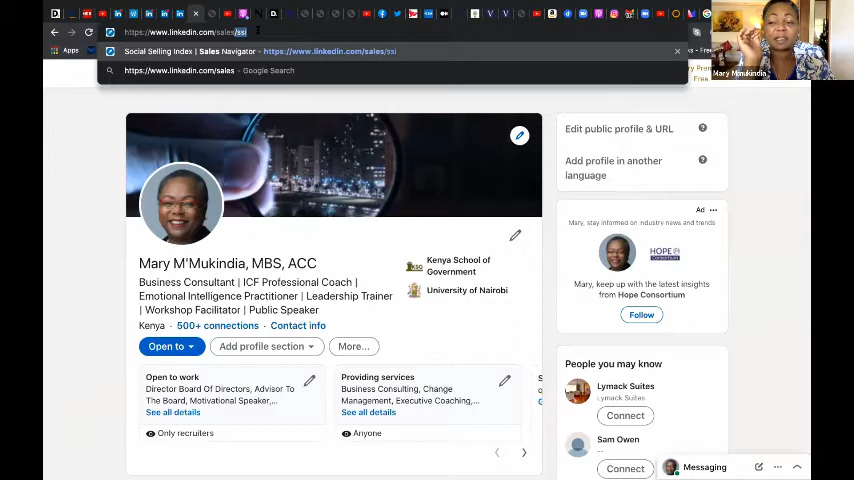 https://www.linkedin.com/sales/ssi
Social Selling Index | Sales Navigator - https://www.linkedin.com/sales/ssi
https://www.linkedin.com/sales - Google Search
Apps
Free
Mary Mmukindia
Mary M'Mukindia, MBS, ACC
Business Consultant | ICF Professional Coach |
Emotional Intelligence Practitioner | Leadership Trainer
| Workshop Facilitator | Public Speaker
Kenya · 500+ connections · Contact info
Kenya School of
Government
University of Nairobi
Open to
Add profile section
More...
Open to work
Director Board Of Directors, Advisor To
The Board, Motivational Speaker,...
See all details
Only recruiters
Providing services
Business Consulting, Change
Management, Executive Coaching,...
See all details
Anyone
Edit public profile & URL
Add profile in another
language
Ad
Mary, stay informed on industry news and trends
HOPE
Mary, keep up with the latest insights
from Hope Consortium
Follow
People you may know
Lymack Suites
Lymack Suites
Connect
Sam Owen
--
Connect
Messaging